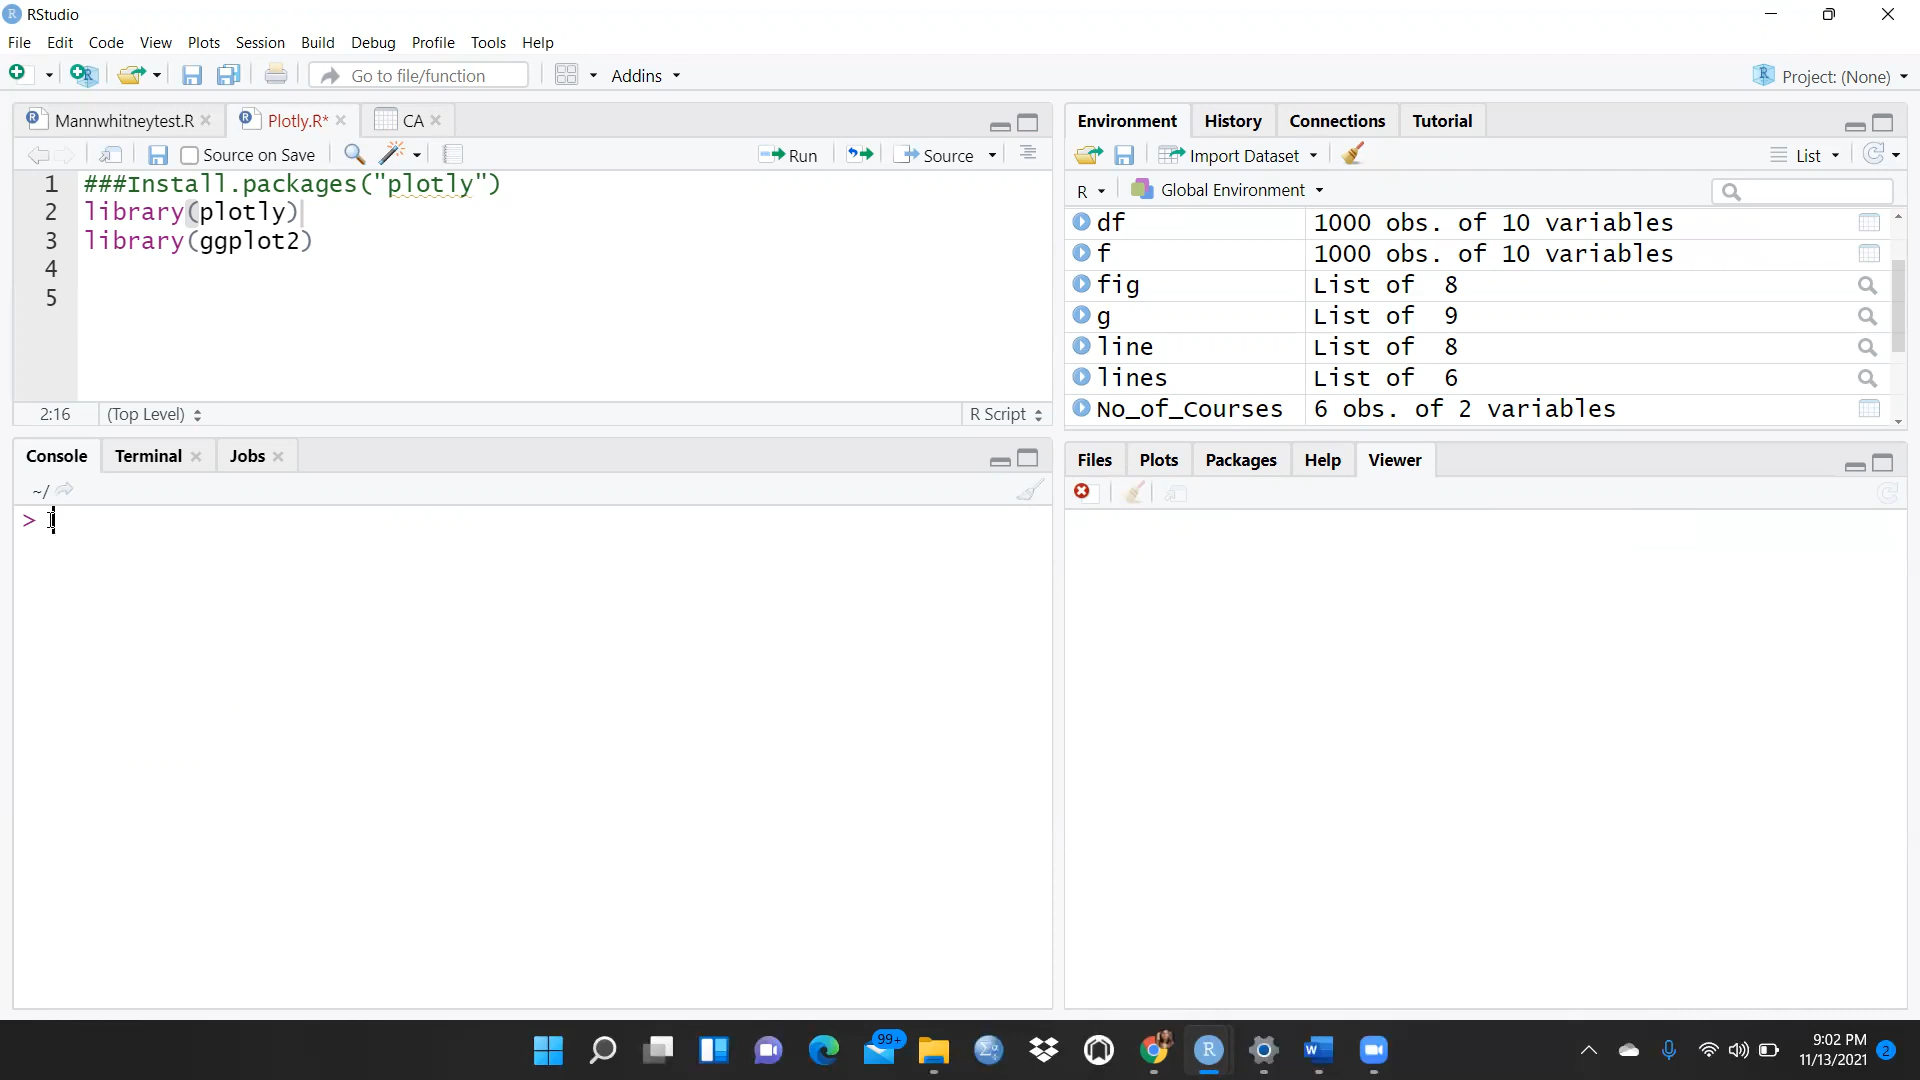 RStudio
File Edit Code View Plots Session Build Debug Profile Tools Help
Go to file/function Addins Project: (None)
Mannwhitneytest.R Plotly.R* CA
Source on Save Run Source
1 ###Install.packages("plotly")
2 library(plotly)
3 library(ggplot2)
4
5
2:16 (Top Level) R Script
Environment History Connections Tutorial
Import Dataset List
R Global Environment
df 1000 obs. of 10 variables
f 1000 obs. of 10 variables
fig List of 8
g List of 9
line List of 8
lines List of 6
No_of_Courses 6 obs. of 2 variables
Console Terminal Jobs
~/
>
Files Plots Packages Help Viewer
99+
9:02 PM
11/13/2021
2